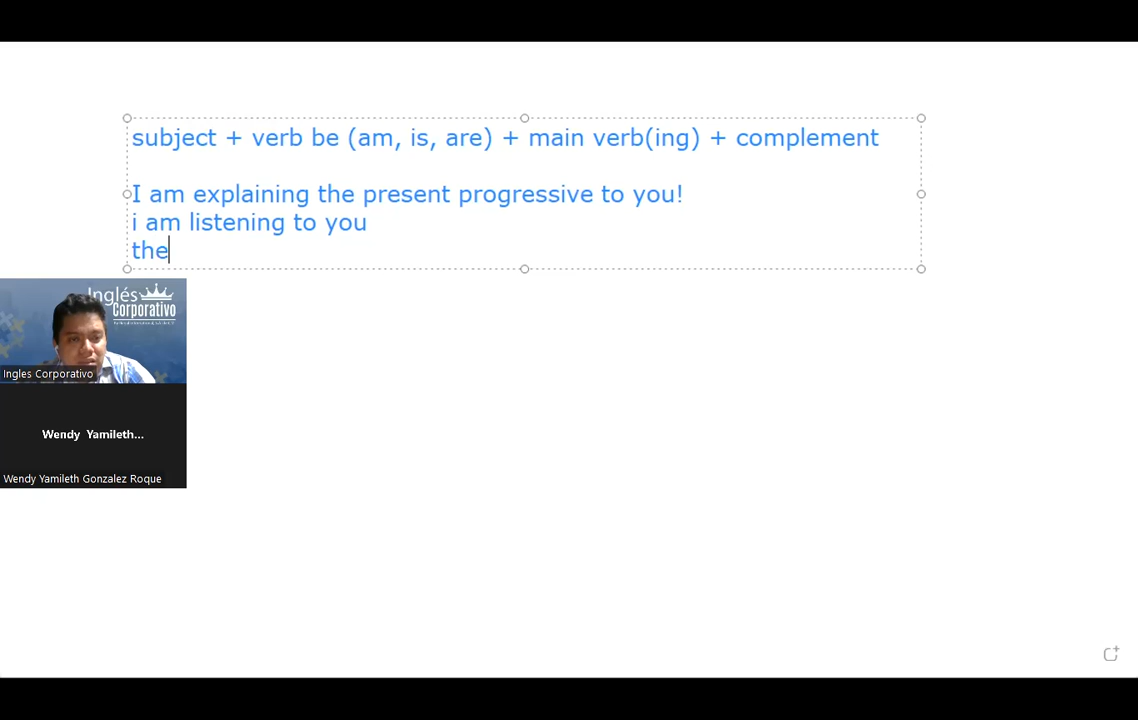 subject + verb be (am, is, are) + main verb(ing) + complement
I am explaining the present progressive to you!
i am listening to you
the
Inglés
Corporativo
Ingles Corporativo
Wendy Yamileth...
Wendy Yamileth Gonzalez Roque